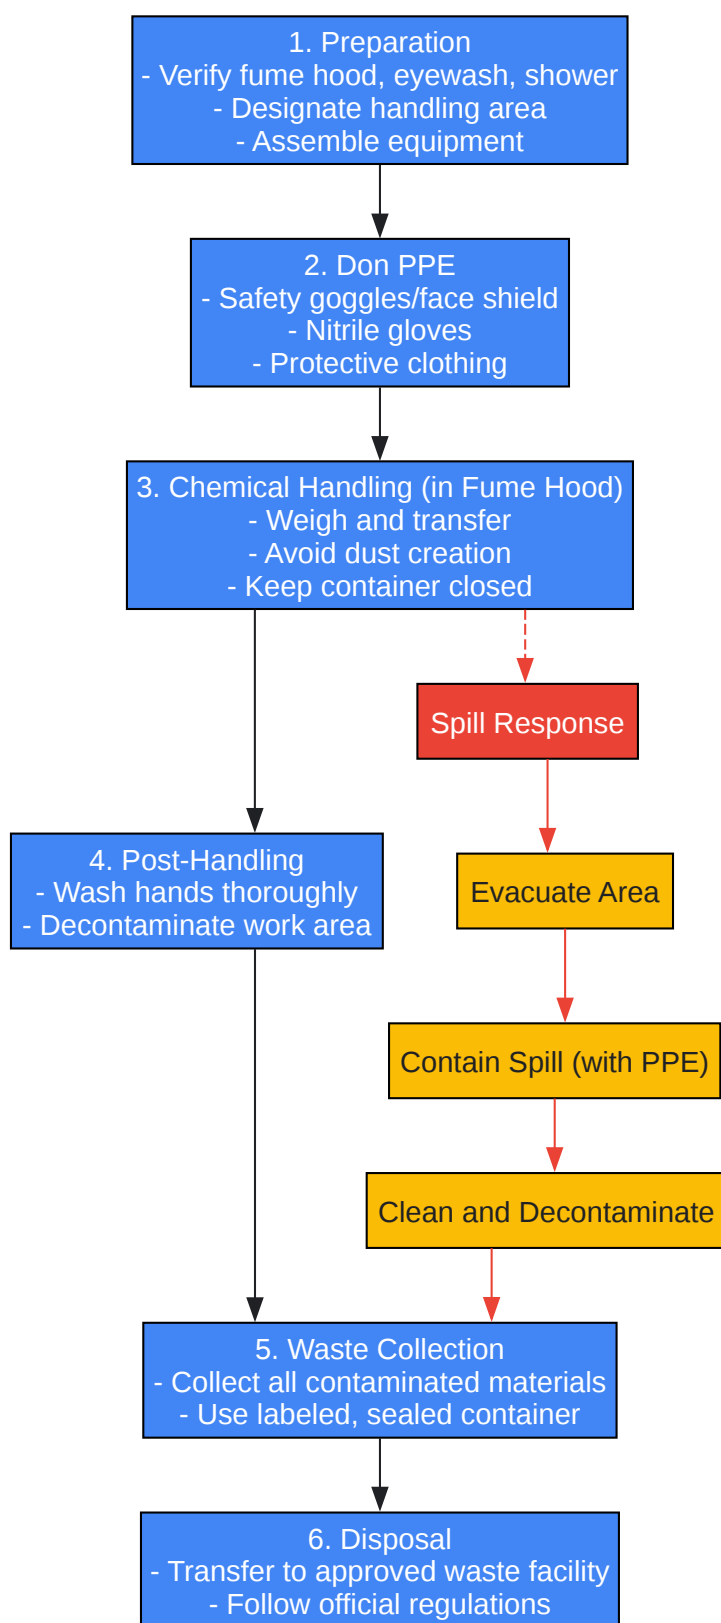 1. Preparation
- Verify fume hood, eyewash, shower
- Designate handling area
- Assemble equipment
2. Don PPE
- Safety goggles/face shield
- Nitrile gloves
- Protective clothing
3. Chemical Handling (in Fume Hood)
- Weigh and transfer
- Avoid dust creation
- Keep container closed
Spill Response
4. Post-Handling
- Wash hands thoroughly
- Decontaminate work area
Evacuate Area
Contain Spill (with PPE)
Clean and Decontaminate
5. Waste Collection
- Collect all contaminated materials
- Use labeled, sealed container
6. Disposal
- Transfer to approved waste facility
- Follow official regulations